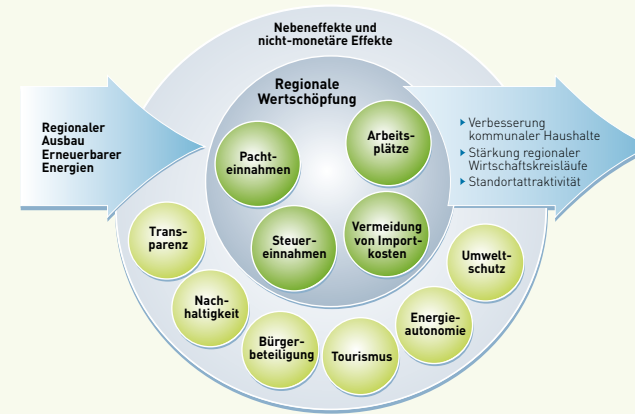 Nebeneffekte und
nicht-monetäre Effekte
Regionale
Wertschöpfung
Regionaler
Ausbau
Erneuerbarer
Energien
Pacht-
einnahmen
Arbeits-
plätze
Steuer-
einnahmen
Vermeidung
von Import-
kosten
▸ Verbesserung
kommunaler Haushalte
▸ Stärkung regionaler
Wirtschaftskreisläufe
▸ Standortattraktivität
Trans-
parenz
Nach-
haltigkeit
Bürger-
beteiligung
Tourismus
Energie-
autonomie
Umwelt-
schutz